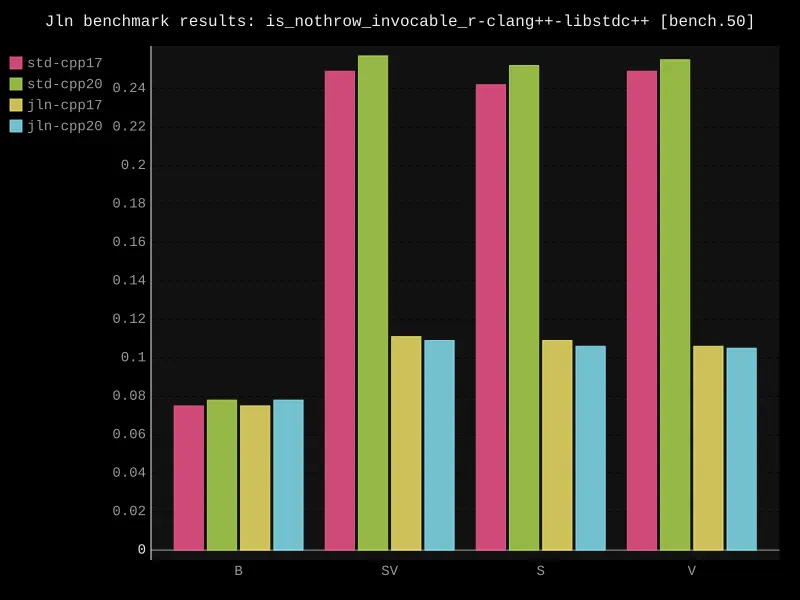 Jln benchmark results: is_nothrow_invocable_r-clang++-libstdc++ [bench.50]
std-cpp17
std-cpp20
jln-cpp17
jln-cpp20
0.24
0.22
0.2
0.18
0.16
0.14
0.12
0.1
0.08
0.06
0.04
0.02
0
B SV S V